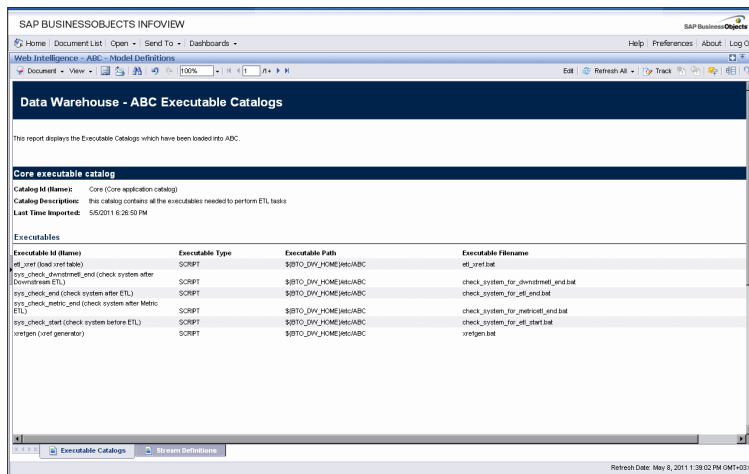 SAP BUSINESSOBJECTS INFOVIEW
SAP BusinessObjects
Home Document List Open Send To Dashboards Help Preferences About Log O
Web Intelligence - ABC - Model Definitions
Document View 100% 1 /1+ Edit Refresh All Track
Data Warehouse - ABC Executable Catalogs
This report displays the Executable Catalogs which have been loaded into ABC.
Core executable catalog
Catalog Id (Name): Core (Core application catalog)
Catalog Description: this catalog contains all the executables needed to perform ETL tasks
Last Time Imported: 5/5/2011 6:26:50 PM
Executables
Executable Id (Name) Executable Type Executable Path Executable Filename
etl_xref (load xref table) SCRIPT ${BTO_DW_HOME}/etc/ABC etl_xref.bat
sys_check_dwnstrmetl_end (check system after
Downstream ETL) SCRIPT ${BTO_DW_HOME}/etc/ABC check_system_for_dwnstrmetl_end.bat
sys_check_end (check system after ETL) SCRIPT ${BTO_DW_HOME}/etc/ABC check_system_for_etl_end.bat
sys_check_metric_end (check system after Metric
ETL) SCRIPT ${BTO_DW_HOME}/etc/ABC check_system_for_metricetl_end.bat
sys_check_start (check system before ETL) SCRIPT ${BTO_DW_HOME}/etc/ABC check_system_for_etl_start.bat
xrefgen (xref generator) SCRIPT ${BTO_DW_HOME}/etc/ABC xrefgen.bat
Executable Catalogs Stream Definitions
Refresh Date: May 8, 2011 1:39:02 PM GMT+03: